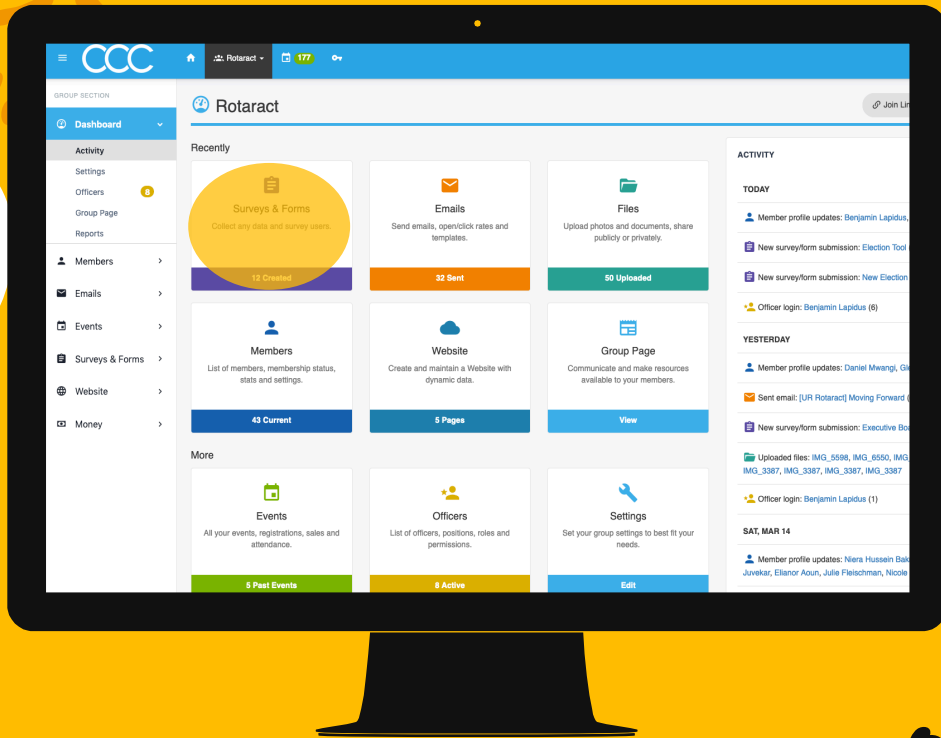 CCC
Rotaract
177
GROUP SECTION
Dashboard
Activity
Settings
Officers 8
Group Page
Reports
Members
Emails
Events
Surveys & Forms
Website
Money
Rotaract
Join
Recently
Surveys & Forms
Collect any data and survey users.
12 Created
Emails
Send emails, open/click rates and
templates.
32 Sent
Files
Upload photos and documents, share
publicly or privately.
50 Uploaded
Members
List of members, membership status,
stats and settings.
43 Current
Website
Create and maintain a Website with
dynamic data.
5 Pages
Group Page
Communicate and make resources
available to your members.
View
More
Events
All your events, registrations, sales and
attendance.
5 Past Events
Officers
List of officers, positions, roles and
permissions.
8 Active
Settings
Set your group settings to best fit your
needs.
Edit
ACTIVITY
TODAY
Member profile updates: Benjamin Lapidus,
New survey/form submission: Election Tool
New survey/form submission: New Election
Officer login: Benjamin Lapidus (6)
YESTERDAY
Member profile updates: Daniel Mwangi,
Sent email: [UR Rotaract] Moving Forward (
New survey/form submission: Executive
Uploaded files: IMG_5598, IMG_6550,
IMG_3387, IMG_3387, IMG_3387, IMG_3387
Officer login: Benjamin Lapidus (1)
SAT, MAR 14
Member profile updates: Niera Hussein
Juvekar, Elianor Aoun, Julie Fleischman, Nicole